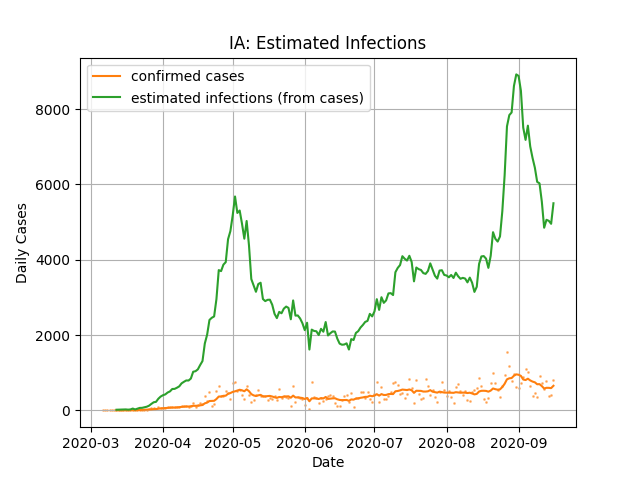 IA: Estimated Infections
confirmed cases
estimated infections (from cases)
8000
6000
4000
2000
0
Daily Cases
2020-03 2020-04 2020-05 2020-06 2020-07 2020-08 2020-09
Date